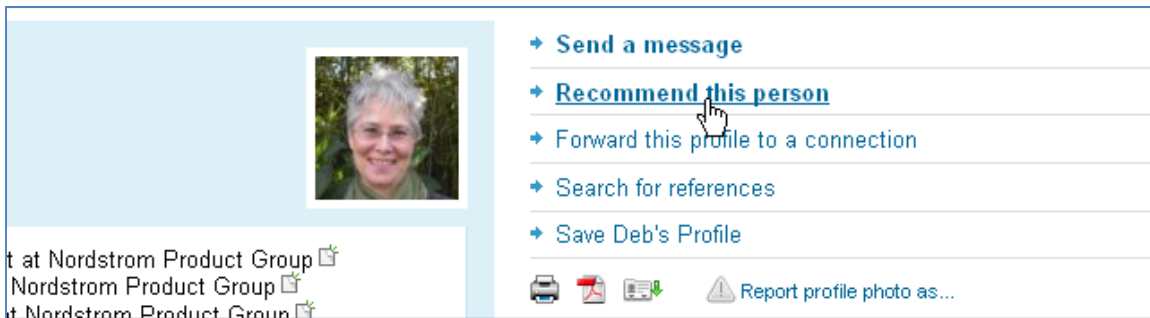 Send a message
Recommend this person
Forward this profile to a connection
Search for references
Save Deb's Profile
t at Nordstrom Product Group
Nordstrom Product Group
t Nordstrom Product Group
Report profile photo as...